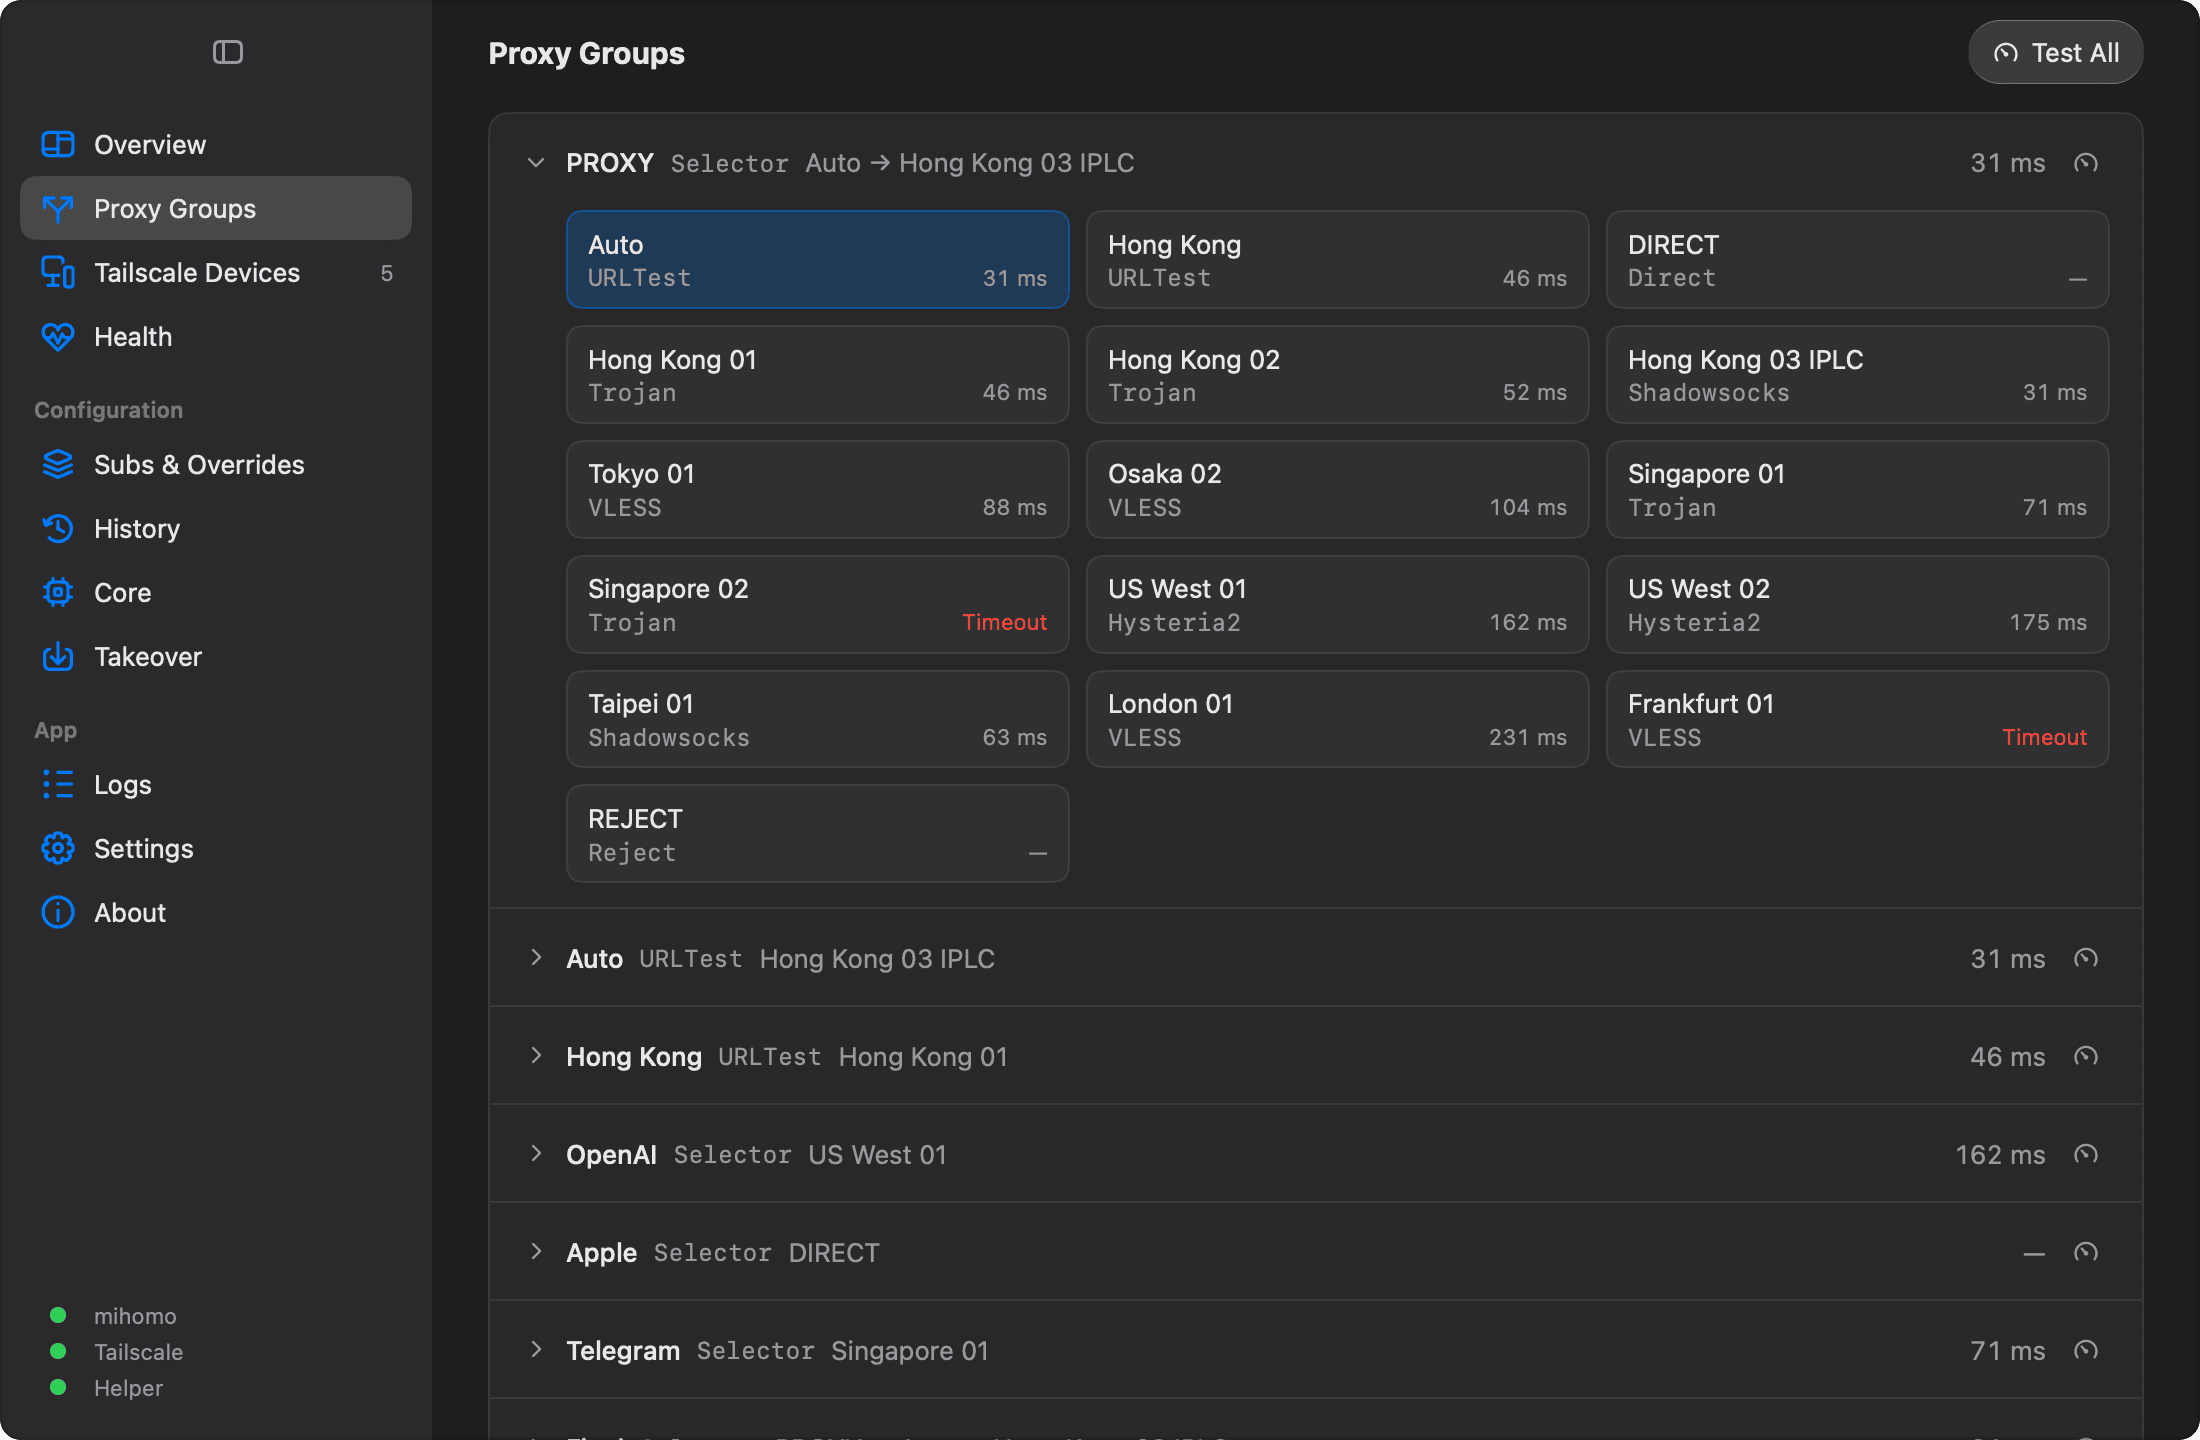 Overview
Proxy Groups
Tailscale Devices 5
Health
Configuration
Subs & Overrides
History
Core
Takeover
App
Logs
Settings
About
mihomo
Tailscale
Helper
Proxy Groups
Test All
PROXY Selector Auto → Hong Kong 03 IPLC 31 ms
Auto
URLTest 31 ms
Hong Kong
URLTest 46 ms
DIRECT
Direct —
Hong Kong 01
Trojan 46 ms
Hong Kong 02
Trojan 52 ms
Hong Kong 03 IPLC
Shadowsocks 31 ms
Tokyo 01
VLESS 88 ms
Osaka 02
VLESS 104 ms
Singapore 01
Trojan 71 ms
Singapore 02
Trojan Timeout
US West 01
Hysteria2 162 ms
US West 02
Hysteria2 175 ms
Taipei 01
Shadowsocks 63 ms
London 01
VLESS 231 ms
Frankfurt 01
VLESS Timeout
REJECT
Reject —
Auto URLTest Hong Kong 03 IPLC 31 ms
Hong Kong URLTest Hong Kong 01 46 ms
OpenAI Selector US West 01 162 ms
Apple Selector DIRECT —
Telegram Selector Singapore 01 71 ms